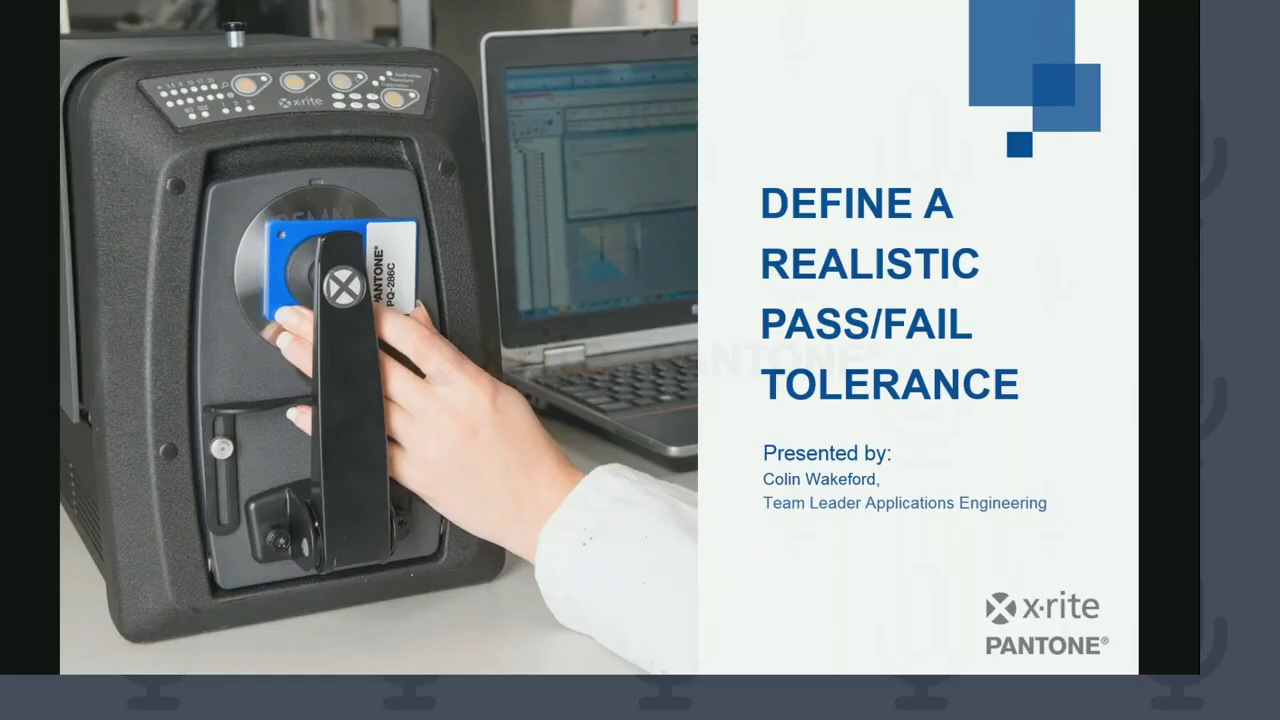 x·rite
PANTONE®
PQ-286C
DEFINE A
REALISTIC
PASS/FAIL
TOLERANCE
Presented by:
Colin Wakeford,
Team Leader Applications Engineering
x·rite
PANTONE®